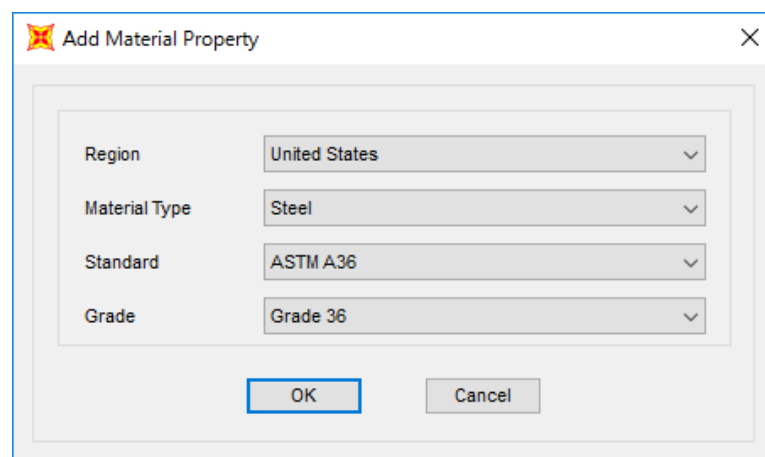 Add Material Property
Region United States
Material Type Steel
Standard ASTM A36
Grade Grade 36
OK Cancel